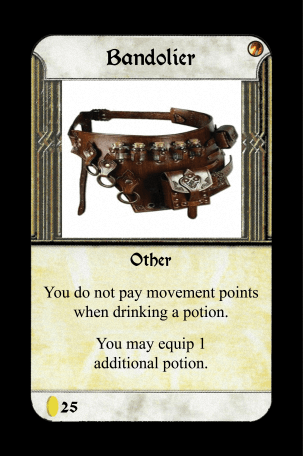 Bandolier
Other
You do not pay movement points
when drinking a potion.
You may equip 1
additional potion.
25